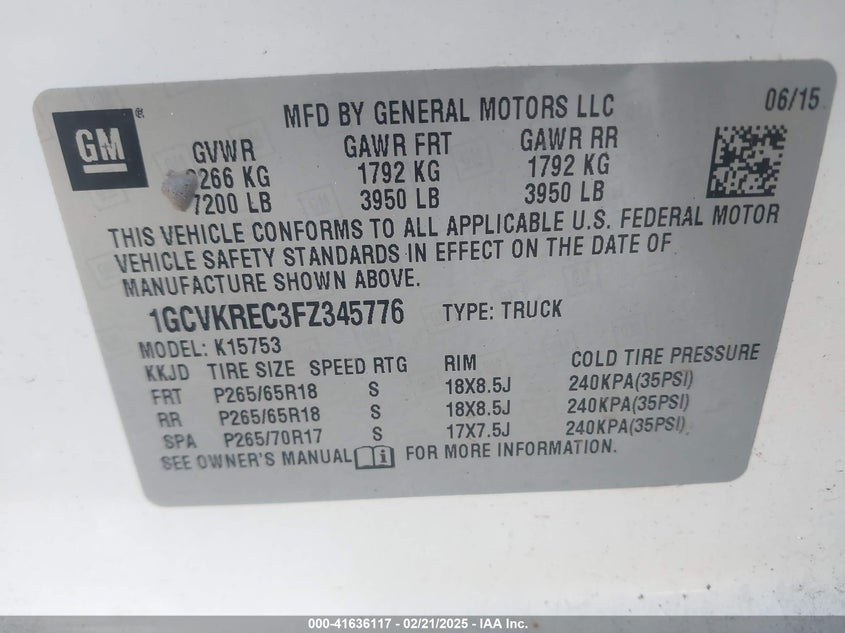 GM®
MFD BY GENERAL MOTORS LLC
06/15
GVWR GAWR FRT GAWR RR
266 KG 1792 KG 1792 KG
7200 LB 3950 LB 3950 LB
THIS VEHICLE CONFORMS TO ALL APPLICABLE U.S. FEDERAL MOTOR
VEHICLE SAFETY STANDARDS IN EFFECT ON THE DATE OF
MANUFACTURE SHOWN ABOVE.
1GCVKREC3FZ345776 TYPE: TRUCK
MODEL: K15753
KKJD TIRE SIZE SPEED RTG RIM COLD TIRE PRESSURE
FRT P265/65R18 S 18X8.5J 240KPA(35PSI)
RR P265/65R18 S 18X8.5J 240KPA(35PSI)
SPA P265/70R17 S 17X7.5J 240KPA(35PSI)
SEE OWNER'S MANUAL i FOR MORE INFORMATION.
000-41636117 - 02/21/2025 - IAA Inc.